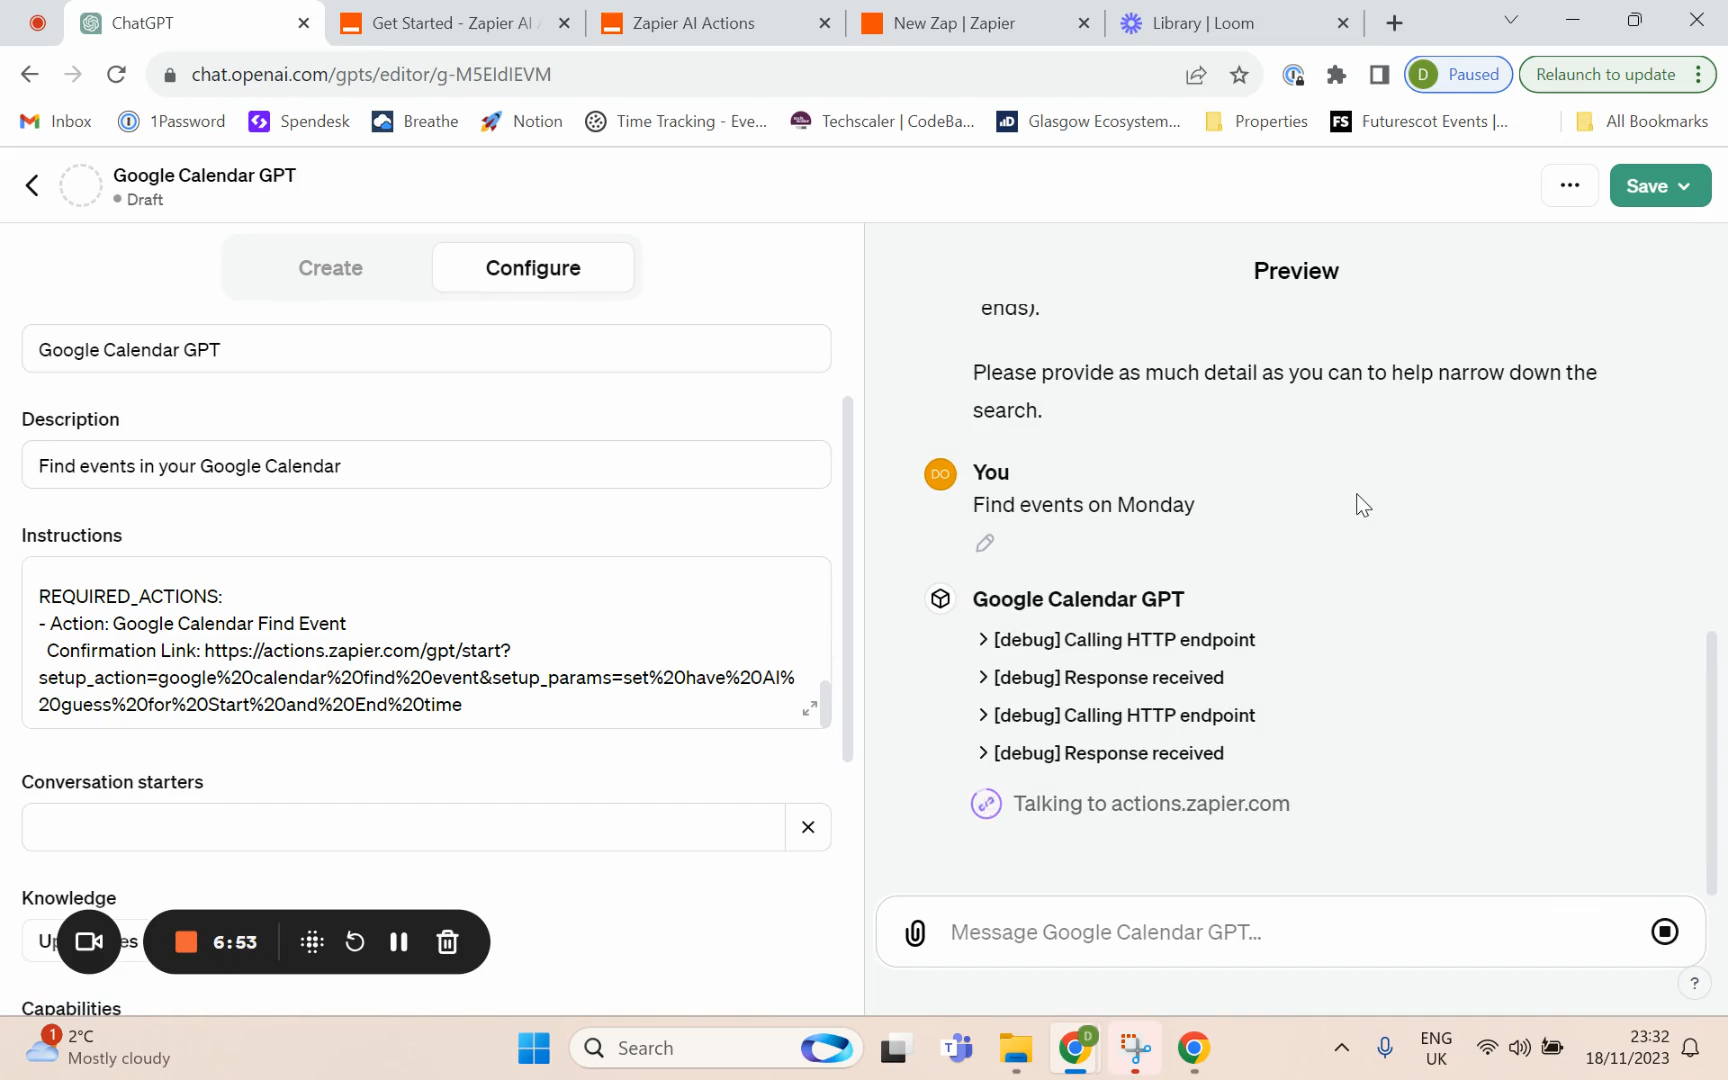 ChatGPT
Get Started - Zapier AI
Zapier AI Actions
New Zap | Zapier
Library | Loom
chat.openai.com/gpts/editor/g-M5EIdIEVM
D
Paused
Relaunch to update
Inbox
1Password
Spendesk
Breathe
Notion
Time Tracking - Eve...
Techscaler | CodeBa...
Glasgow Ecosystem...
Properties
FS
Futurescot Events |...
All Bookmarks
Google Calendar GPT
Draft
Save
Create
Configure
Google Calendar GPT
Description
Find events in your Google Calendar
Instructions
REQUIRED_ACTIONS:
- Action: Google Calendar Find Event
Confirmation Link: https://actions.zapier.com/gpt/start?
setup_action=google%20calendar%20find%20event&setup_params=set%20have%20AI%
20guess%20for%20Start%20and%20End%20time
Conversation starters
Knowledge
6:53
Capabilities
Preview
ends).
Please provide as much detail as you can to help narrow down the
search.
DO
You
Find events on Monday
Google Calendar GPT
[debug] Calling HTTP endpoint
[debug] Response received
[debug] Calling HTTP endpoint
[debug] Response received
Talking to actions.zapier.com
Message Google Calendar GPT...
?
1
2°C
Mostly cloudy
Search
D
ENG
UK
23:32
18/11/2023